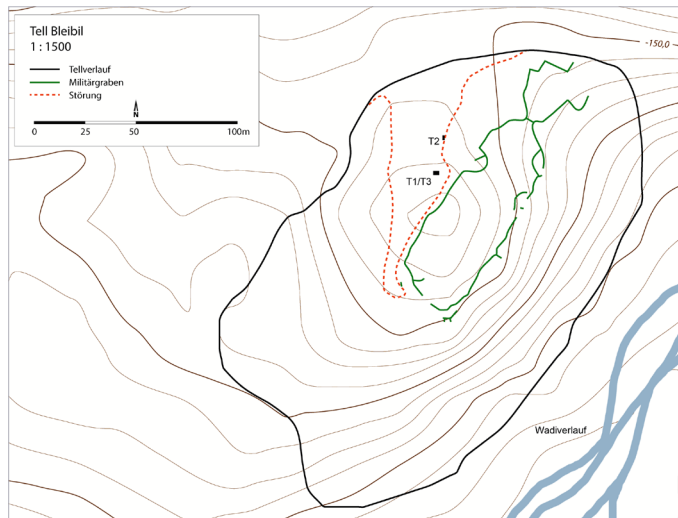 Tell Bleibil
1 : 1500
Tellverlauf
Militärgraben
Störung
N
0 25 50 100m
-150,0
T2
T1/T3
Wadiverlauf